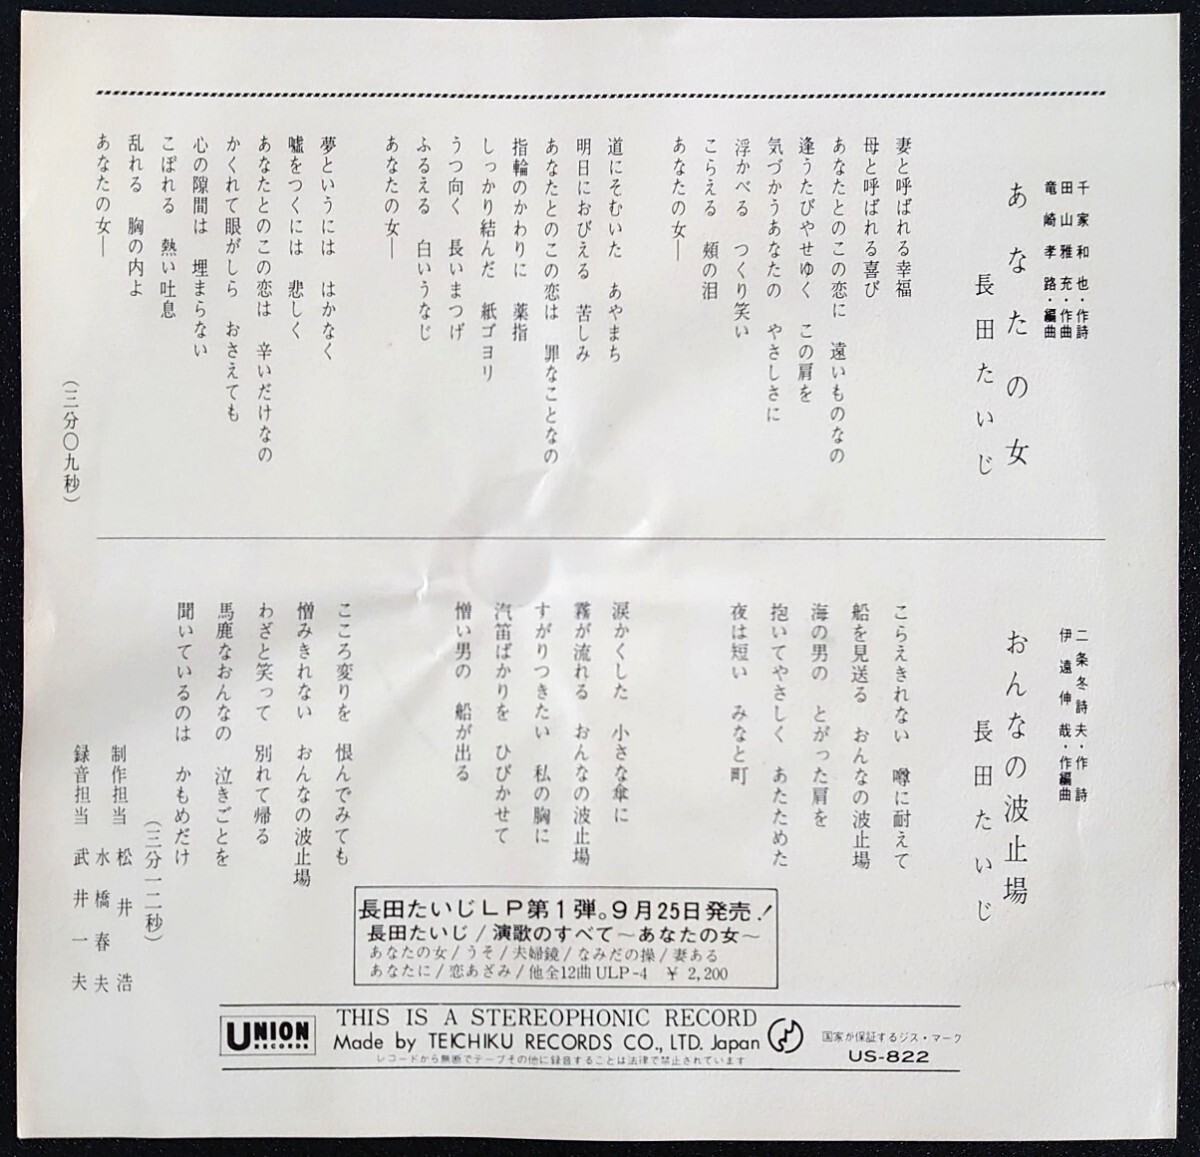 千家和也・作詩
田山雅充・作曲
竜崎孝路・編曲
あなたの女
長田たいじ
妻と呼ばれる幸福
母と呼ばれる喜び
あなたとのこの恋に 遠いものなの
逢うたびやせゆく この肩を
気づかうあなたの やさしさに
浮かべる つくり笑い
こらえる 頬の泪
あなたの女―
道にそむいた あやまち
明日におびえる 苦しみ
あなたとのこの恋は 罪なことなの
指輪のかわりに 薬指
しっかり結んだ 紙ゴヨリ
うつ向く 長いまつげ
ふるえる 白いうなじ
あなたの女―
夢というには はかなく
嘘をつくには 悲しく
あなたとのこの恋は 辛いだけなの
かくれて眼がしら おさえても
心の隙間は 埋まらない
こぼれる 熱い吐息
乱れる 胸の内よ
あなたの女―
(三分〇九秒)
二条冬詩夫・作詩
伊遠伸哉・作編曲
おんなの波止場
長田たいじ
こらえきれない 噂に耐えて
船を見送る おんなの波止場
海の男の とがった肩を
抱いてやさしく あたためた
夜は短い みなと町
涙かくした 小さな傘に
霧が流れる おんなの波止場
すがりつきたい 私の胸に
汽笛ばかりを ひびかせて
憎い男の 船が出る
こころ変りを 恨んでみても
憎みきれない おんなの波止場
わざと笑って 別れて帰る
馬鹿なおんなの 泣きごとを
聞いているのは かもめだけ
(三分一二秒)
制作担当 松井浩
水橋春夫
録音担当 武井一夫
長田たいじLP第1弾。9月25日発売!
長田たいじ/演歌のすべて～あなたの女～
あなたの女/うそ/夫婦鏡/なみだの操/妻ある
あなたに/恋あざみ/他全12曲 ULP-4 ¥2,200
UNION RECORDS
THIS IS A STEREOPHONIC RECORD
Made by TEICHIKU RECORDS CO., LTD. Japan
レコードから無断でテープその他に録音することは法律で禁止されています
国家が保証するジス・マーク
US-822